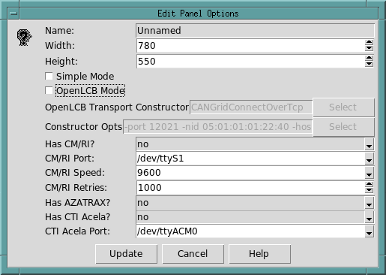 Edit Panel Options
Name: Unnamed
Width: 780
Height: 550
Simple Mode
OpenLCB Mode
OpenLCB Transport Constructor CANGridConnectOverTcp Select
Constructor Opts -port 12021 -nid 05:01:01:01:22:40 -hos Select
Has CM/RI? no
CM/RI Port: /dev/ttyS1
CM/RI Speed: 9600
CM/RI Retries: 1000
Has AZATRAX? no
Has CTI Acela? no
CTI Acela Port: /dev/ttyACM0
Update Cancel Help